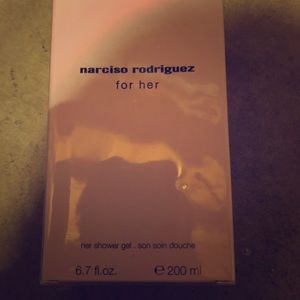 narciso rodriguez
for her
her shower gel . son soin douche
6.7 fl.oz. e 200 ml